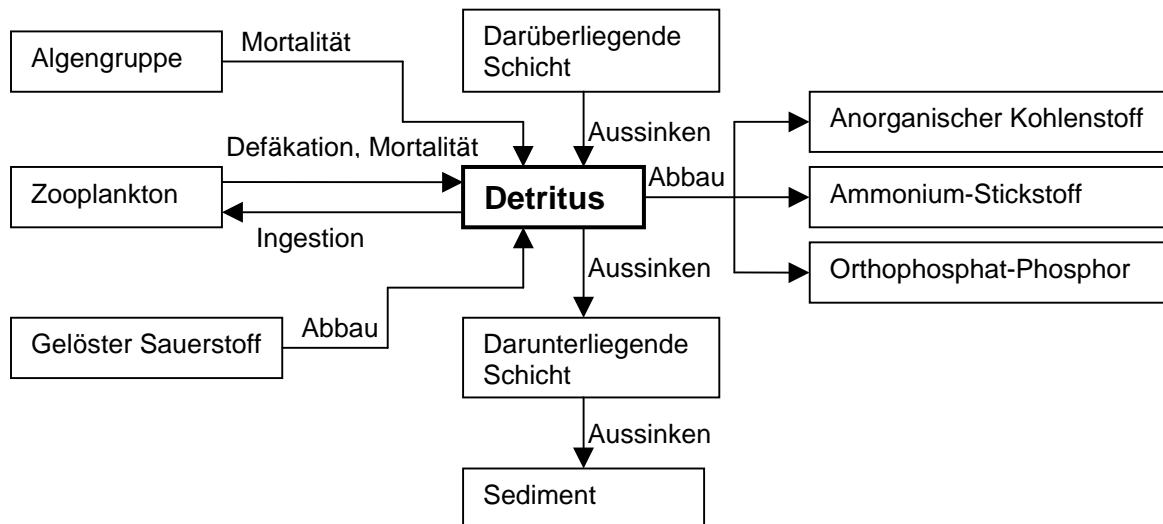 Algengruppe
Mortalität
Darüberliegende
Schicht
Anorganischer Kohlenstoff
Aussinken
Defäkation, Mortalität
Zooplankton
Detritus
Abbau
Ammonium-Stickstoff
Ingestion
Aussinken
Orthophosphat-Phosphor
Gelöster Sauerstoff
Abbau
Darunterliegende
Schicht
Aussinken
Sediment